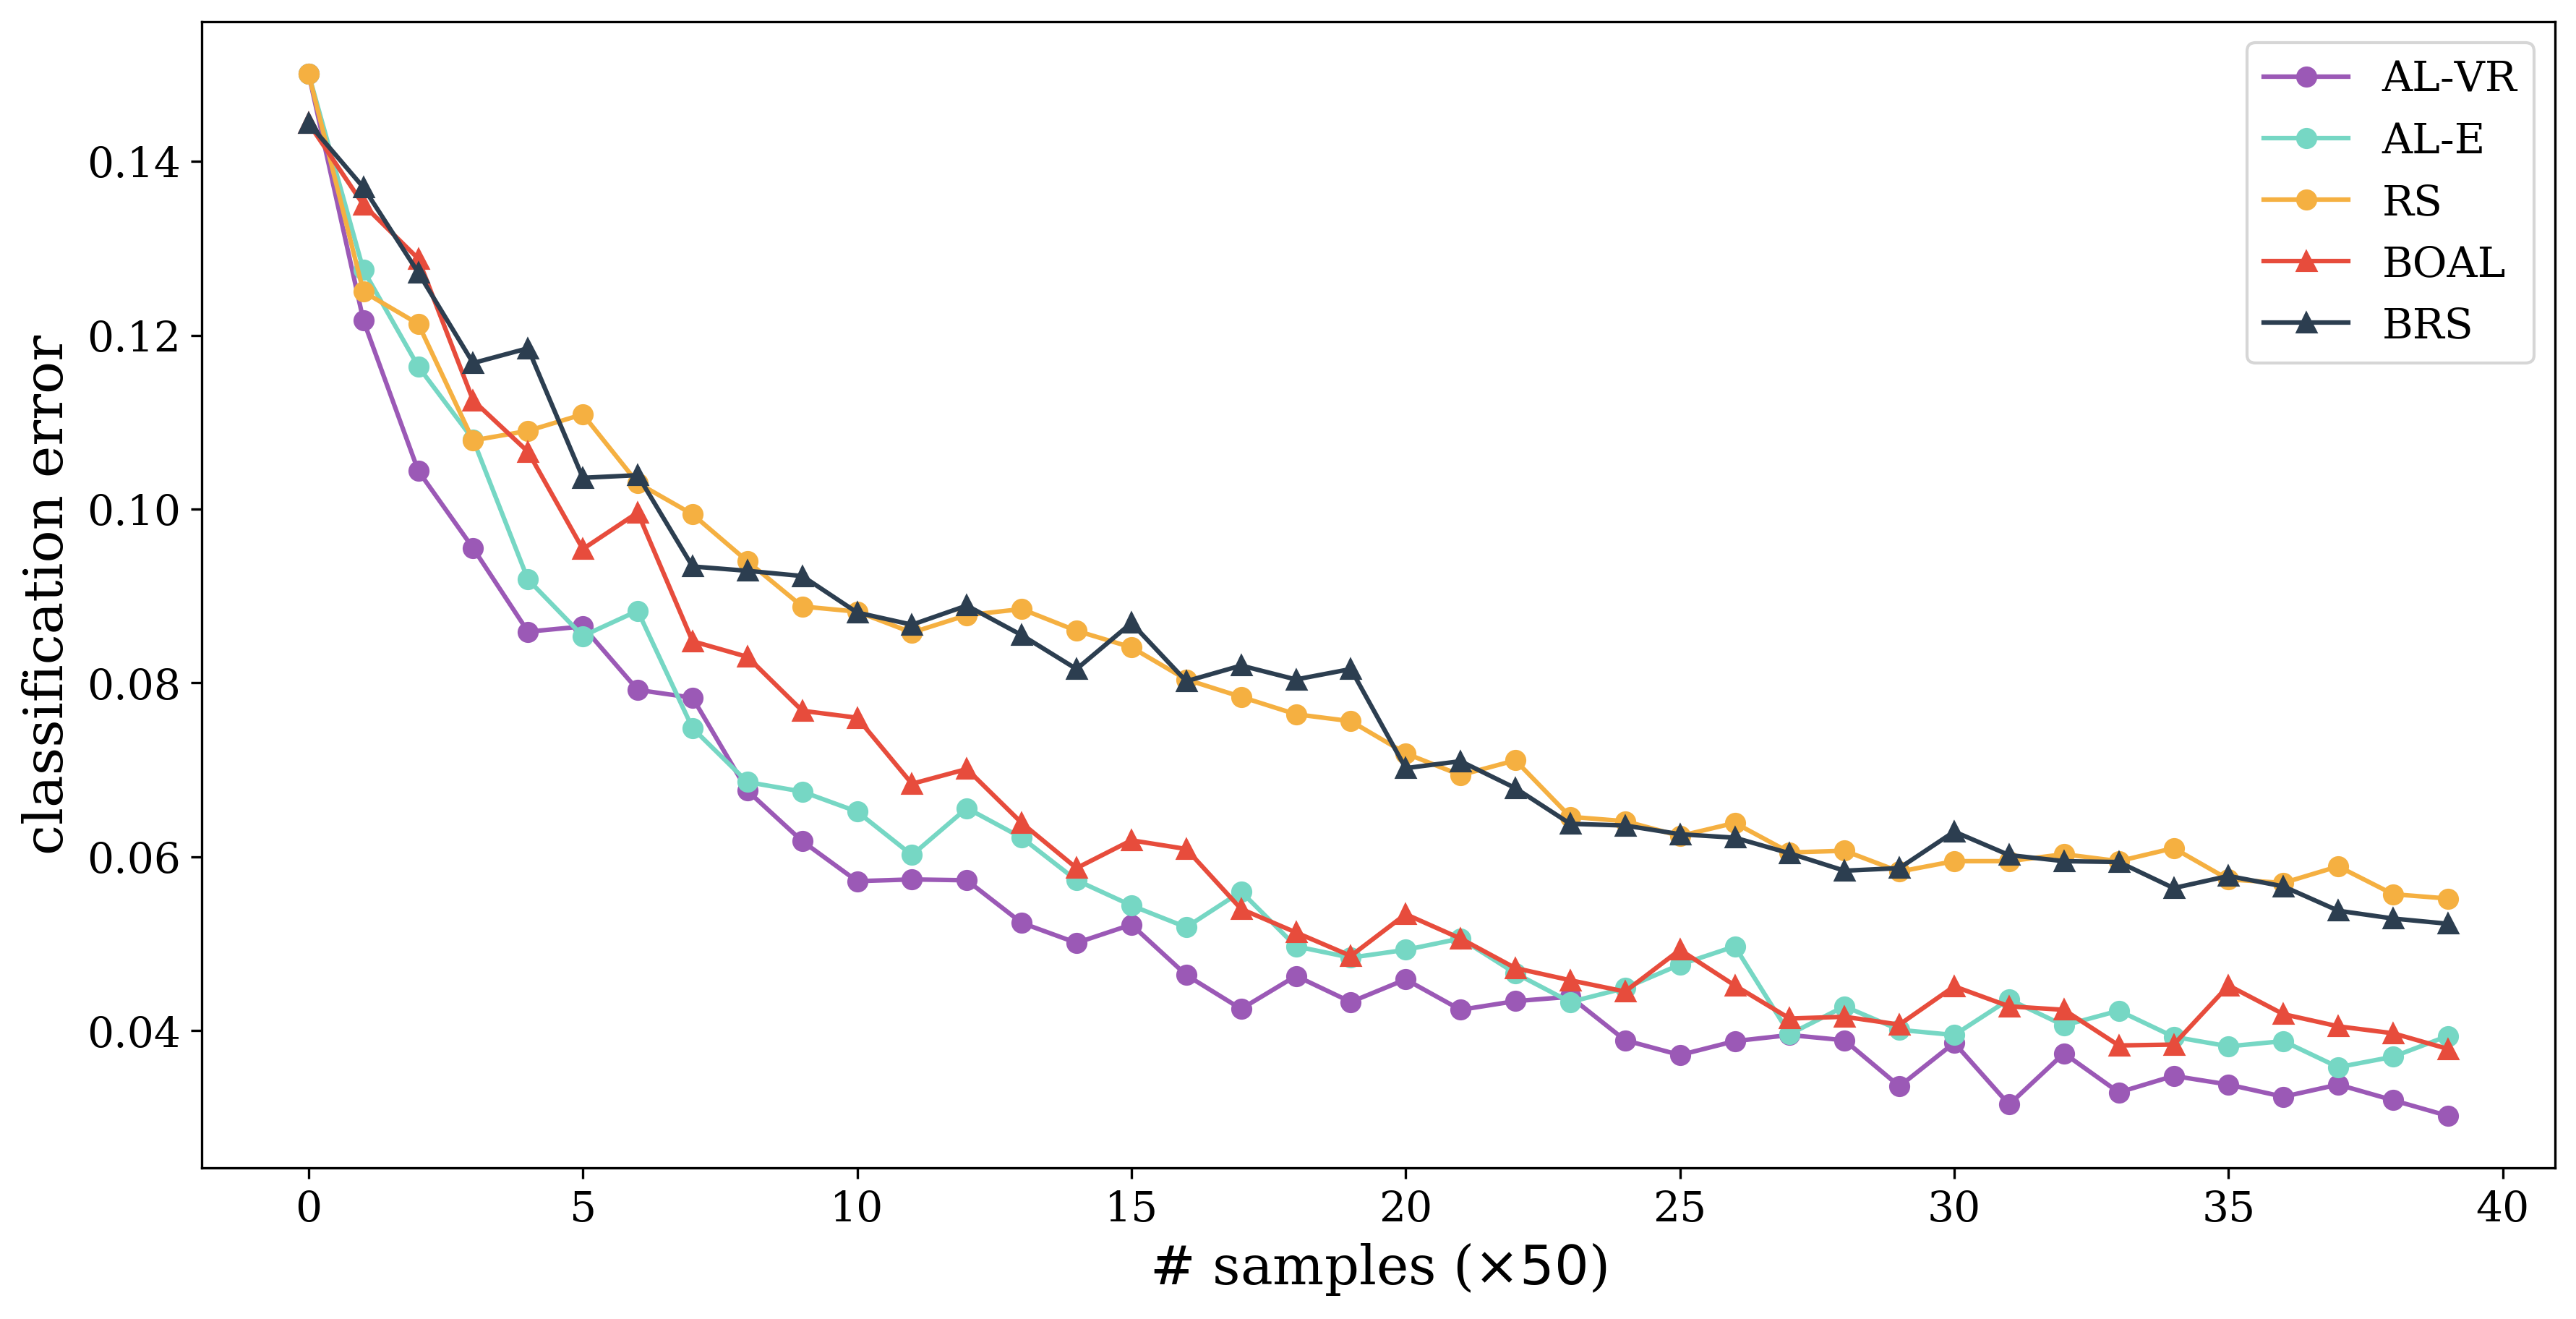 classification error
0.14
0.12
0.10
0.08
0.06
0.04
0 5 10 15 20 25 30 35 40
# samples (×50)
AL-VR
AL-E
RS
BOAL
BRS